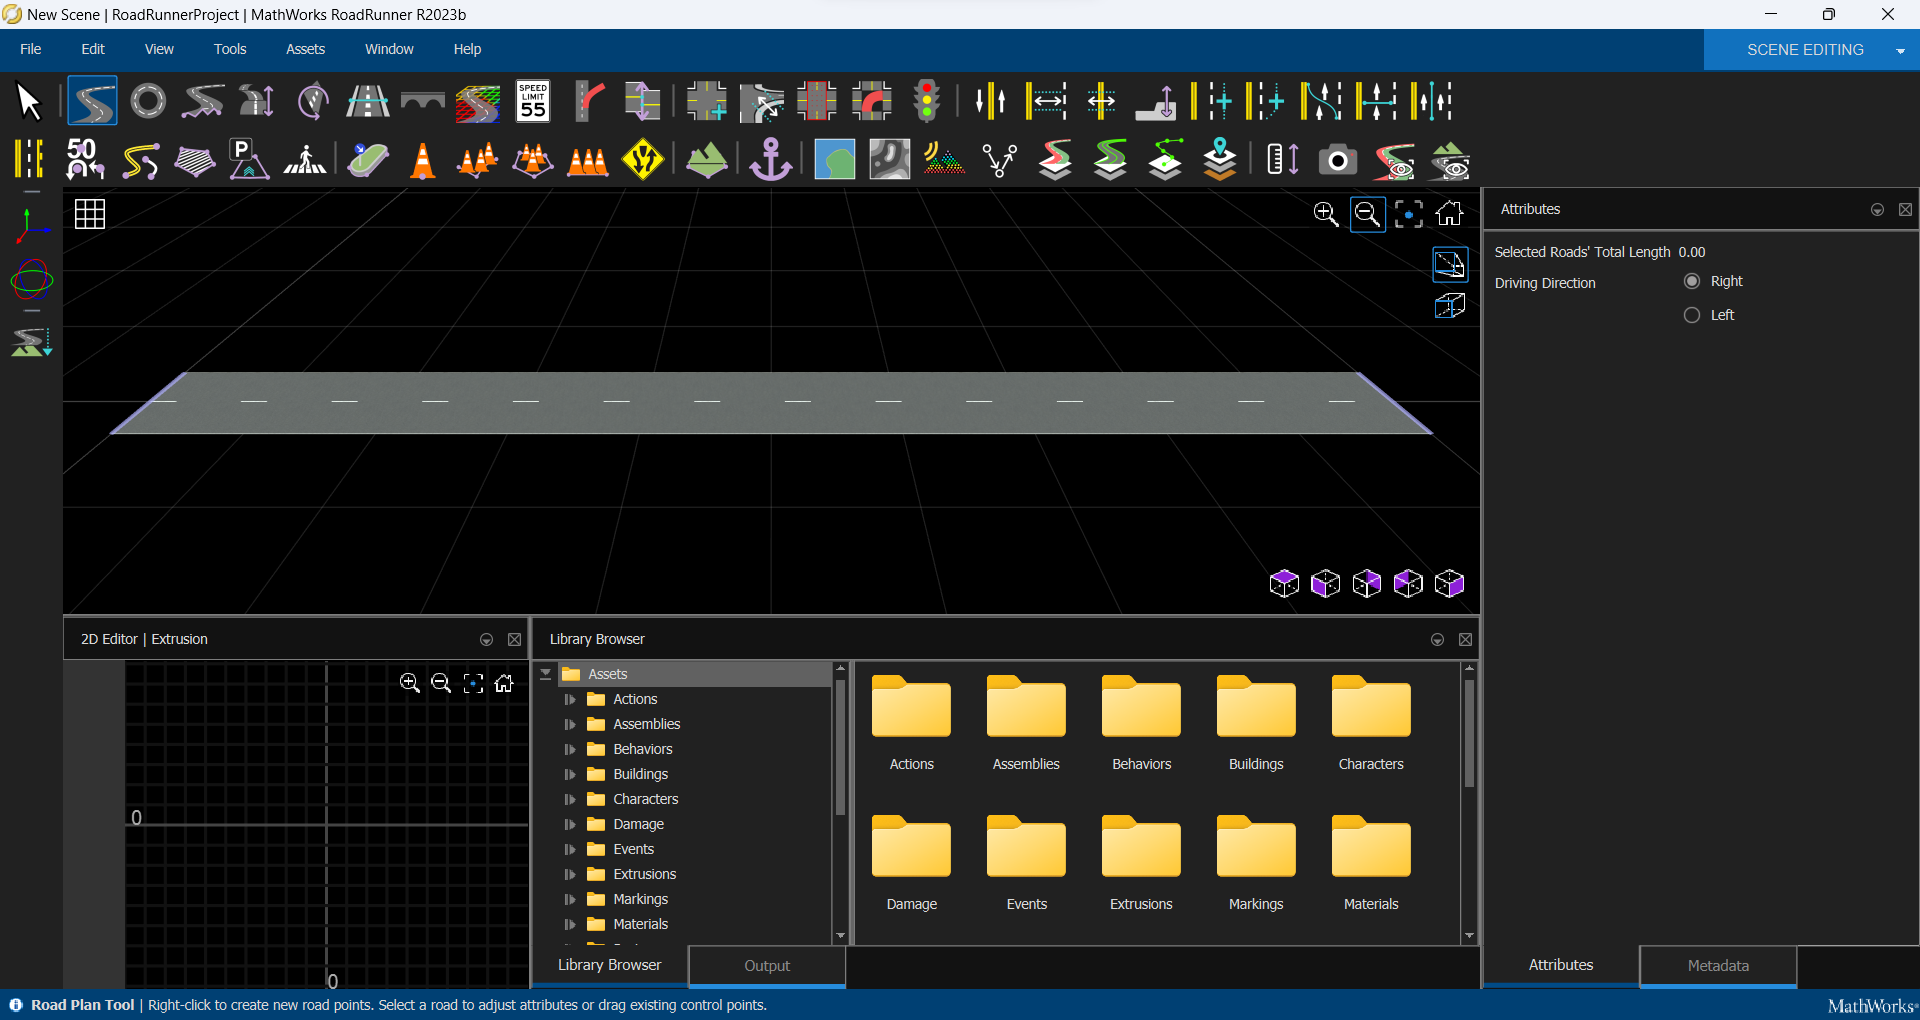 New Scene | RoadRunnerProject | MathWorks RoadRunner R2023b
File Edit View Tools Assets Window Help SCENE EDITING
SPEED LIMIT 55
50 P
Attributes
Selected Roads' Total Length 0.00
Driving Direction Right
Left
2D Editor | Extrusion
0
0
Library Browser
Assets
Actions
Assemblies
Behaviors
Buildings
Characters
Damage
Events
Extrusions
Markings
Materials
Actions Assemblies Behaviors Buildings Characters
Damage Events Extrusions Markings Materials
Library Browser Output
Attributes Metadata
Road Plan Tool | Right-click to create new road points. Select a road to adjust attributes or drag existing control points.
MathWorks